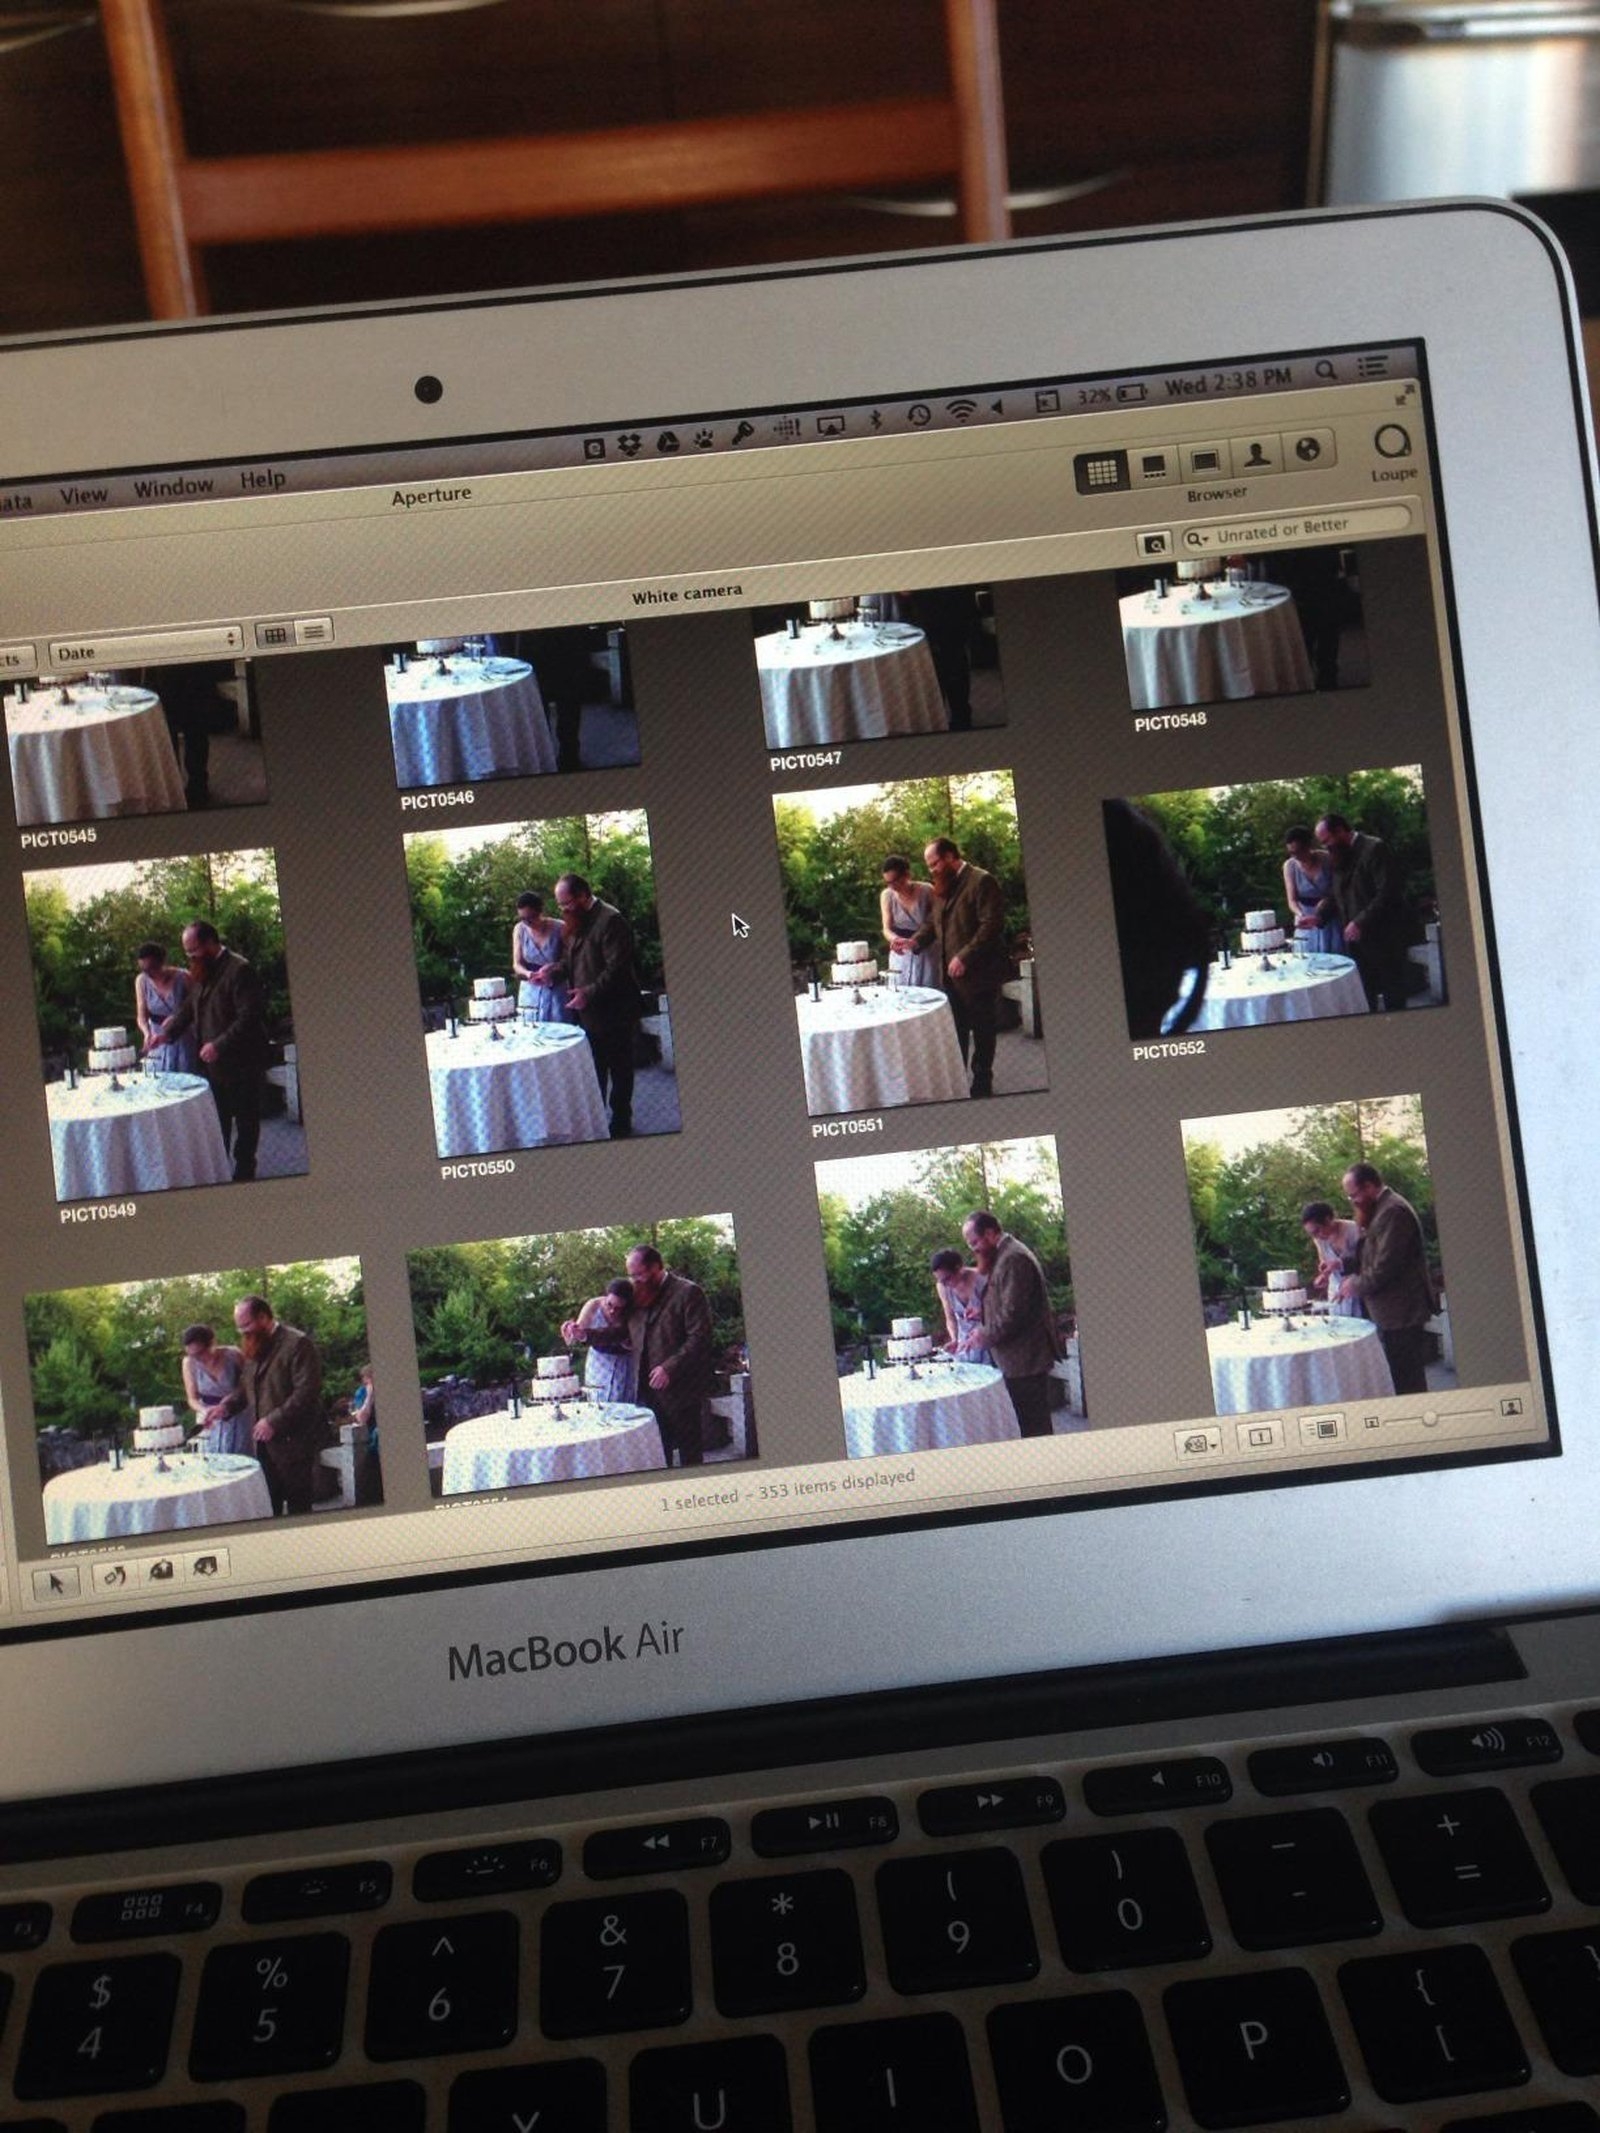 View Window Help
32% Wed 2:38 PM
Aperture
Browser
Loupe
Unrated or Better
White camera
Date
PICT0545
PICT0546
PICT0547
PICT0548
PICT0549
PICT0550
PICT0551
PICT0552
1 selected – 353 items displayed
MacBook Air
F3 F4 F5 F6 F7 F8 F9 F10 F11 F12
$ % ^ & * ( ) — +
4 5 6 7 8 9 0 - =
Y U I O P { [